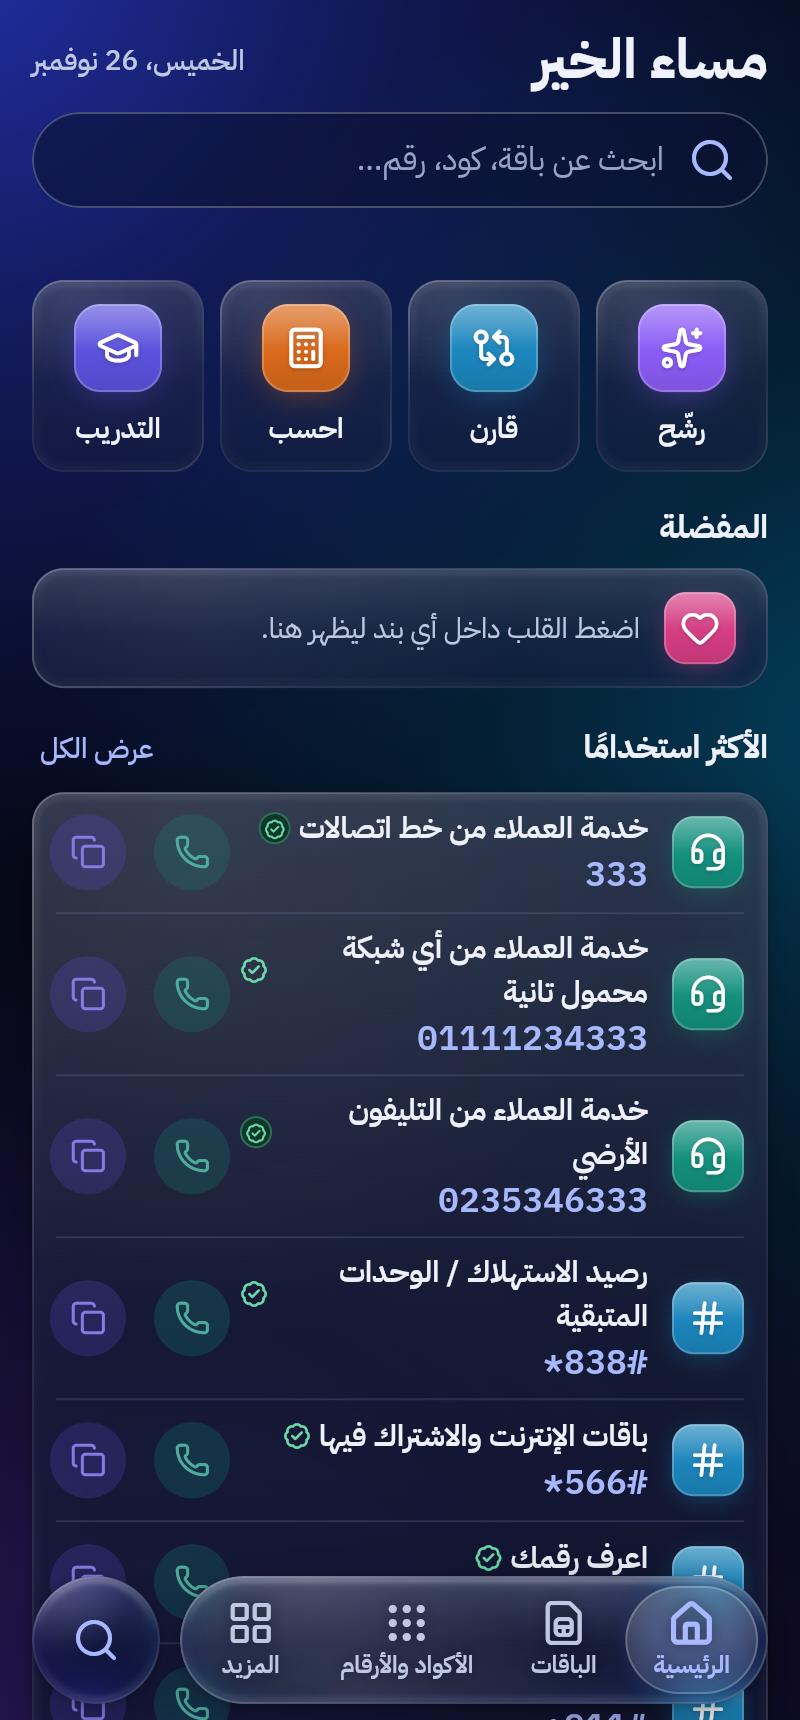 مساء الخير
الخميس، 26 نوفمبر
ابحث عن باقة، كود، رقم...
رشّح
قارن
احسب
التدريب
المفضلة
اضغط القلب داخل أي بند ليظهر هنا.
الأكثر استخدامًا
عرض الكل
خدمة العملاء من خط اتصالات
333
خدمة العملاء من أي شبكة
محمول تانية
01111234333
خدمة العملاء من التليفون
الأرضي
0235346333
رصيد الاستهلاك / الوحدات
المتبقية
*838#
باقات الإنترنت والاشتراك فيها
*566#
اعرف رقمك
الرئيسية
الباقات
الأكواد والأرقام
المزيد